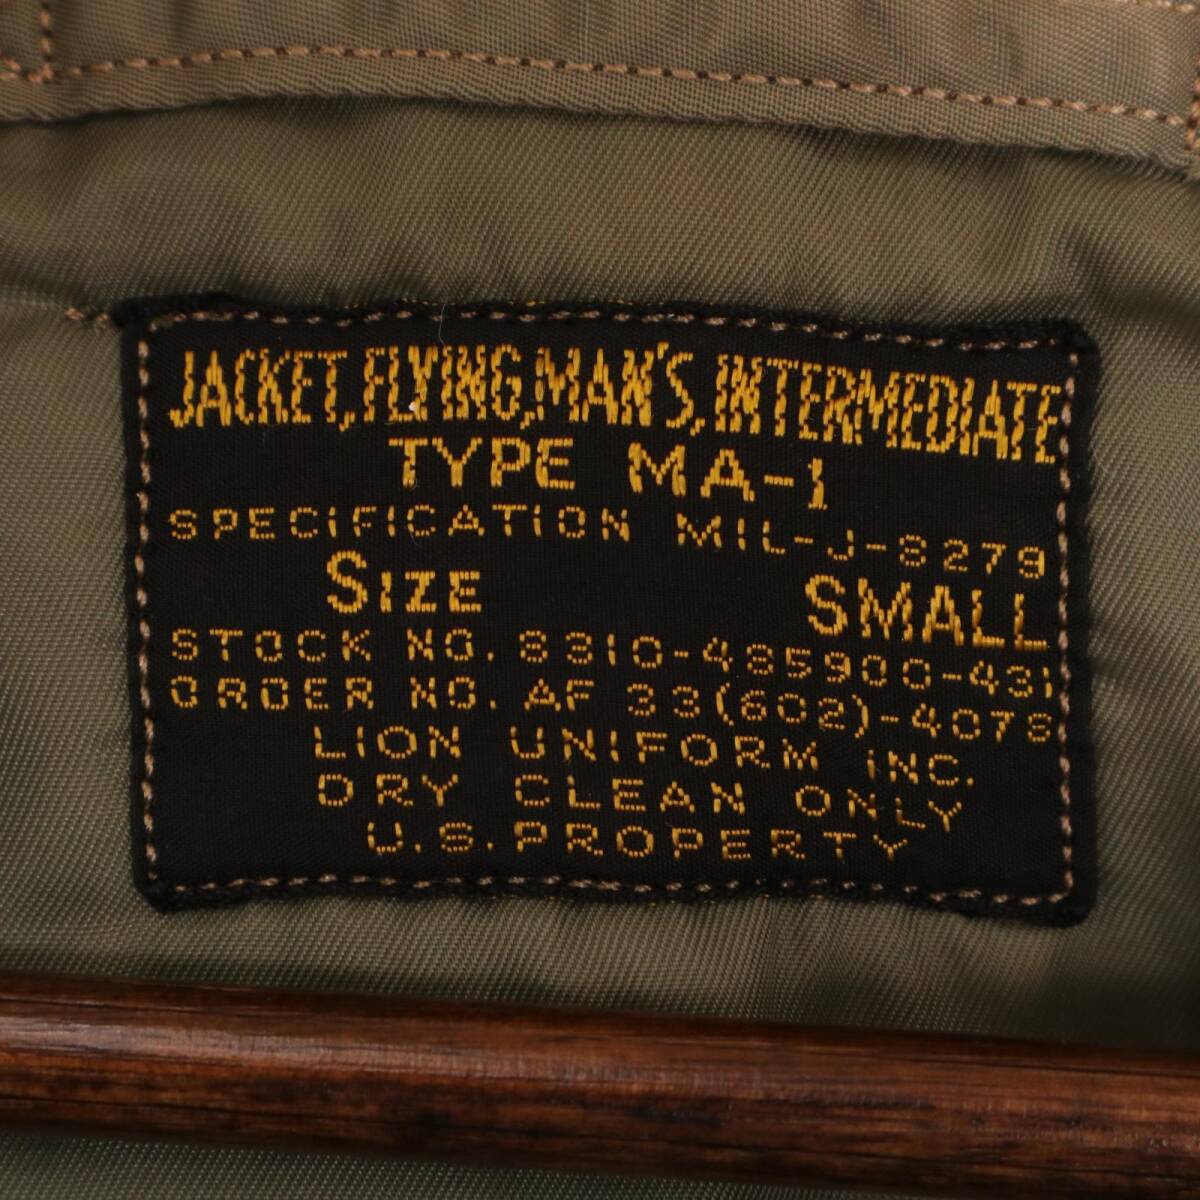 JACKET, FLYING, MAN'S, INTERMEDIATE
TYPE MA-1
SPECIFICATION MIL-J-8279
SIZE SMALL
STOCK NO. 8310-485900-431
ORDER NO. AF 33(602)-4078
LION UNIFORM INC.
DRY CLEAN ONLY
U.S. PROPERTY